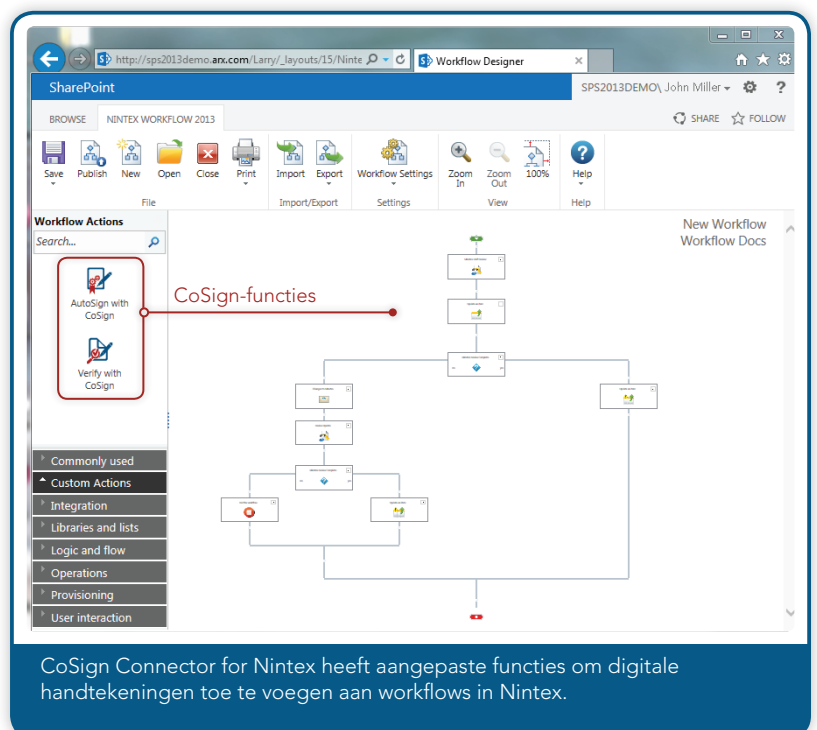 http://sps2013demo.arx.com/Larry/_layouts/15/Ninte
Workflow Designer
SharePoint
SPS2013DEMO\ John Miller
?
BROWSE
NINTEX WORKFLOW 2013
SHARE
FOLLOW
Save
Publish
New
Open
Close
Print
Import
Export
Workflow Settings
Zoom In
Zoom Out
100%
Help
File
Import/Export
Settings
View
Help
Workflow Actions
Search...
New Workflow
Workflow Docs
AutoSign with
CoSign
CoSign-functies
Verify with
CoSign
Commonly used
Custom Actions
Integration
Libraries and lists
Logic and flow
Operations
Provisioning
User interaction
CoSign Connector for Nintex heeft aangepaste functies om digitale
handtekeningen toe te voegen aan workflows in Nintex.